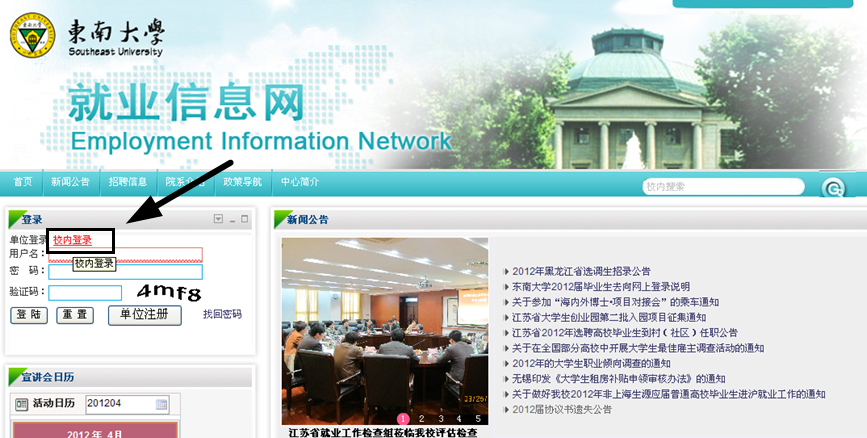 東南大學
Southeast University
就业信息网
Employment Information Network
首页 新闻公告 招聘信息 院系介绍 政策导航 中心简介
校内搜索
登录
单位登录 校内登录
用户名：
校内登录
密 码：
验证码：
4mf8
登 陆 重 置 单位注册 找回密码
宣讲会日历
活动日历 201204
2012 年 4月
新闻公告
23/25/
1 2 3 4 5
江苏省就业工作检查组莅临我校评估检查
2012年黑龙江省选调生招录公告
东南大学2012届毕业生去向网上登录说明
关于参加“海内外博士·项目对接会”的乘车通知
江苏省大学生创业园第二批入园项目征集通知
江苏省2012年选聘高校毕业生到村（社区）任职公告
关于在全国部分高校中开展大学生最佳雇主调查活动的通知
2012年的大学生职业倾向调查的通知
无锡印发《大学生租房补贴申领审核办法》的通知
关于做好我校2012年非上海生源应届普通高校毕业生进沪就业工作的通知
2012届协议书遗失公告